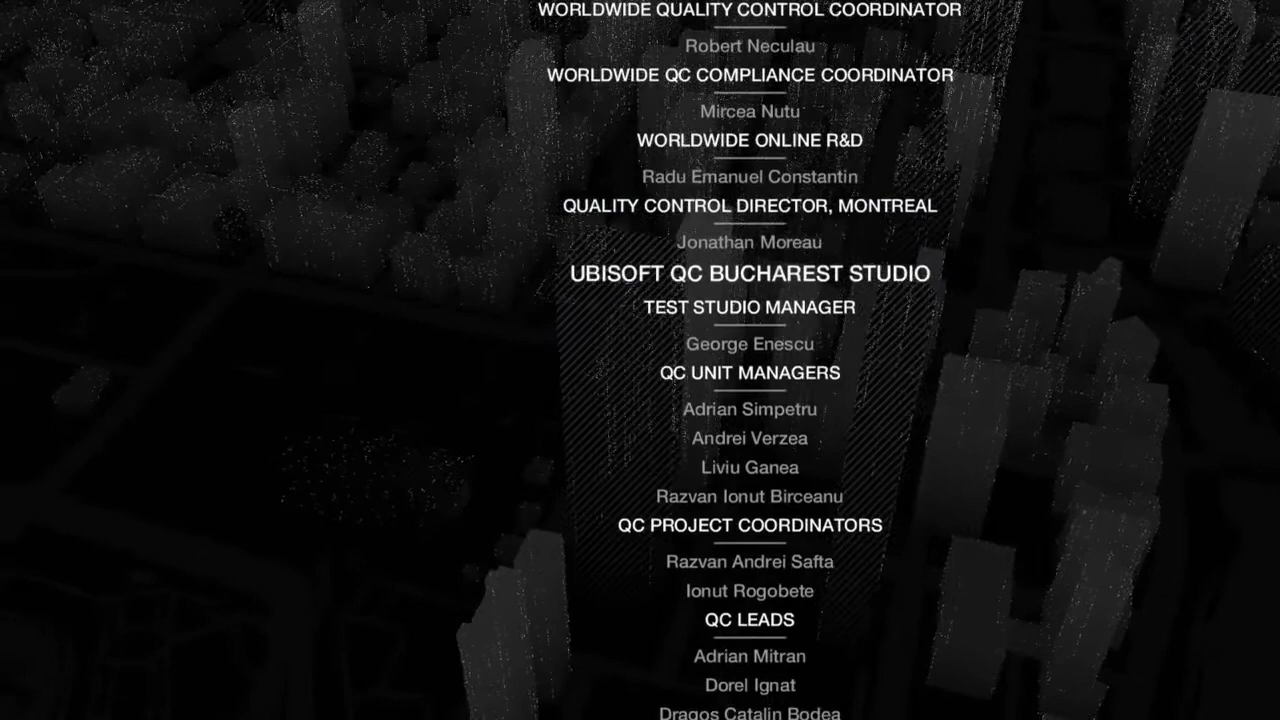 WORLDWIDE QUALITY CONTROL COORDINATOR
Robert Neculau
WORLDWIDE QC COMPLIANCE COORDINATOR
Mircea Nutu
WORLDWIDE ONLINE R&D
Radu Emanuel Constantin
QUALITY CONTROL DIRECTOR, MONTREAL
Jonathan Moreau
UBISOFT QC BUCHAREST STUDIO
TEST STUDIO MANAGER
George Enescu
QC UNIT MANAGERS
Adrian Simpetru
Andrei Verzea
Liviu Ganea
Razvan Ionut Birceanu
QC PROJECT COORDINATORS
Razvan Andrei Safta
Ionut Rogobete
QC LEADS
Adrian Mitran
Dorel Ignat
Dragos Catalin Bodea